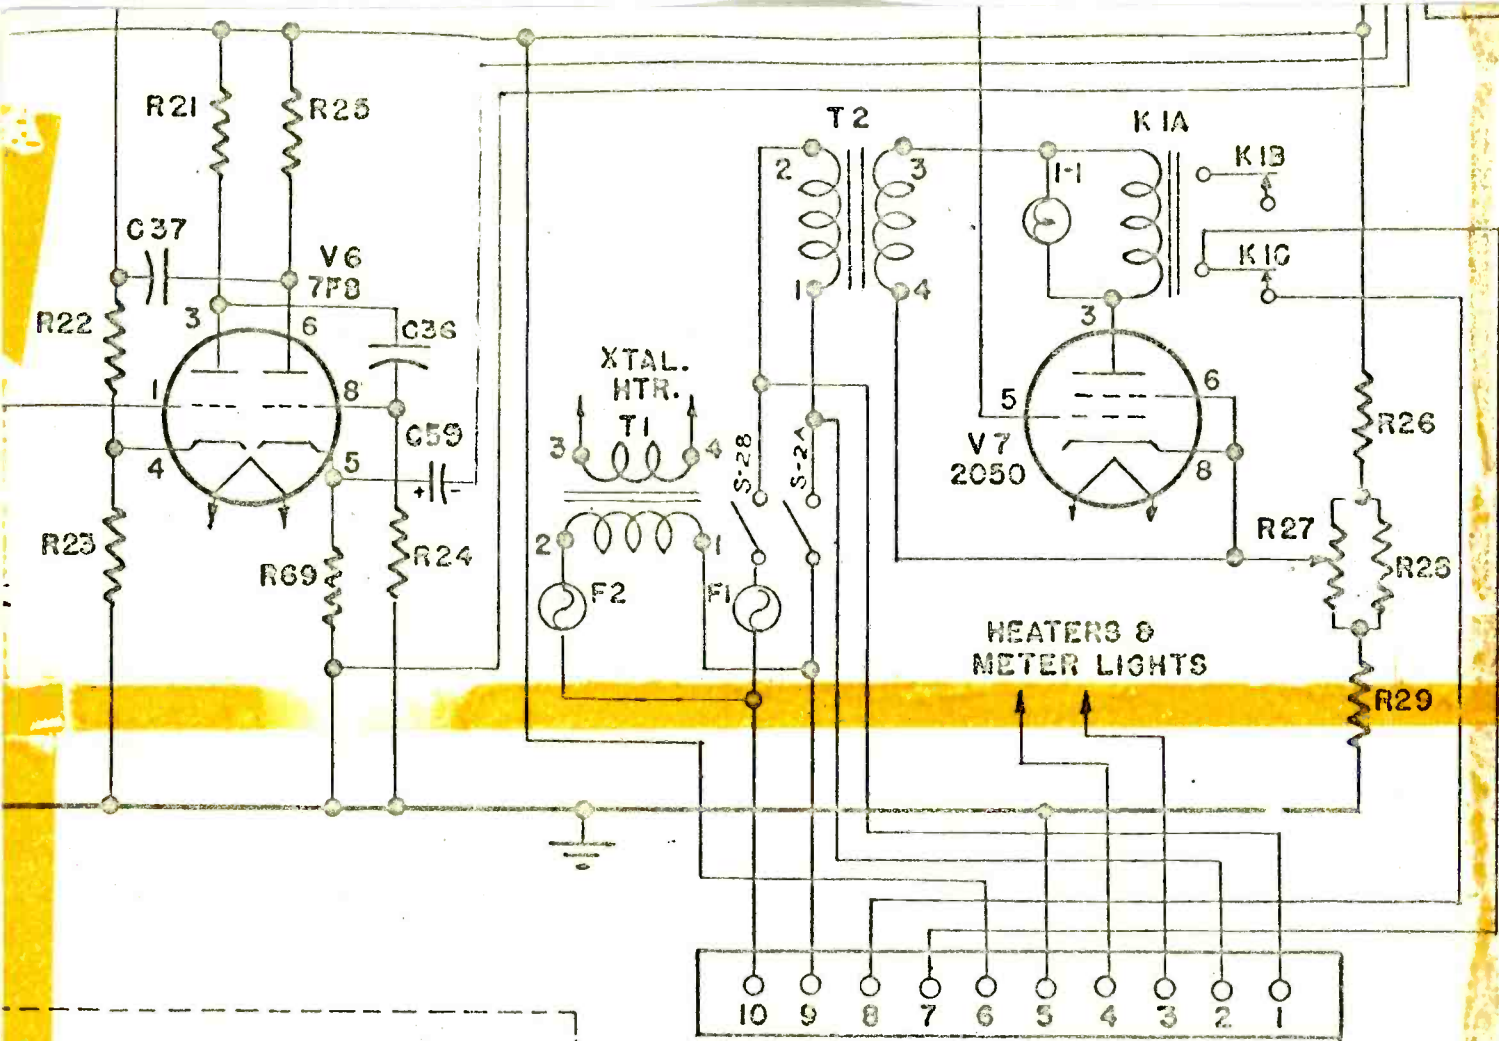 R21
R25
T2
K1A
2
3
I-1
K1B
C37
V6
7F8
K1C
1
4
R22
3
6
C36
3
XTAL.
HTR.
1
8
T1
5
6
R26
C59
3
4
S-2B
S-2A
V7
2050
8
4
5
+
-
R23
2
1
R27
R69
R24
R28
F2
F1
HEATERS &
METER LIGHTS
R29
10 9 8 7 6 5 4 3 2 1